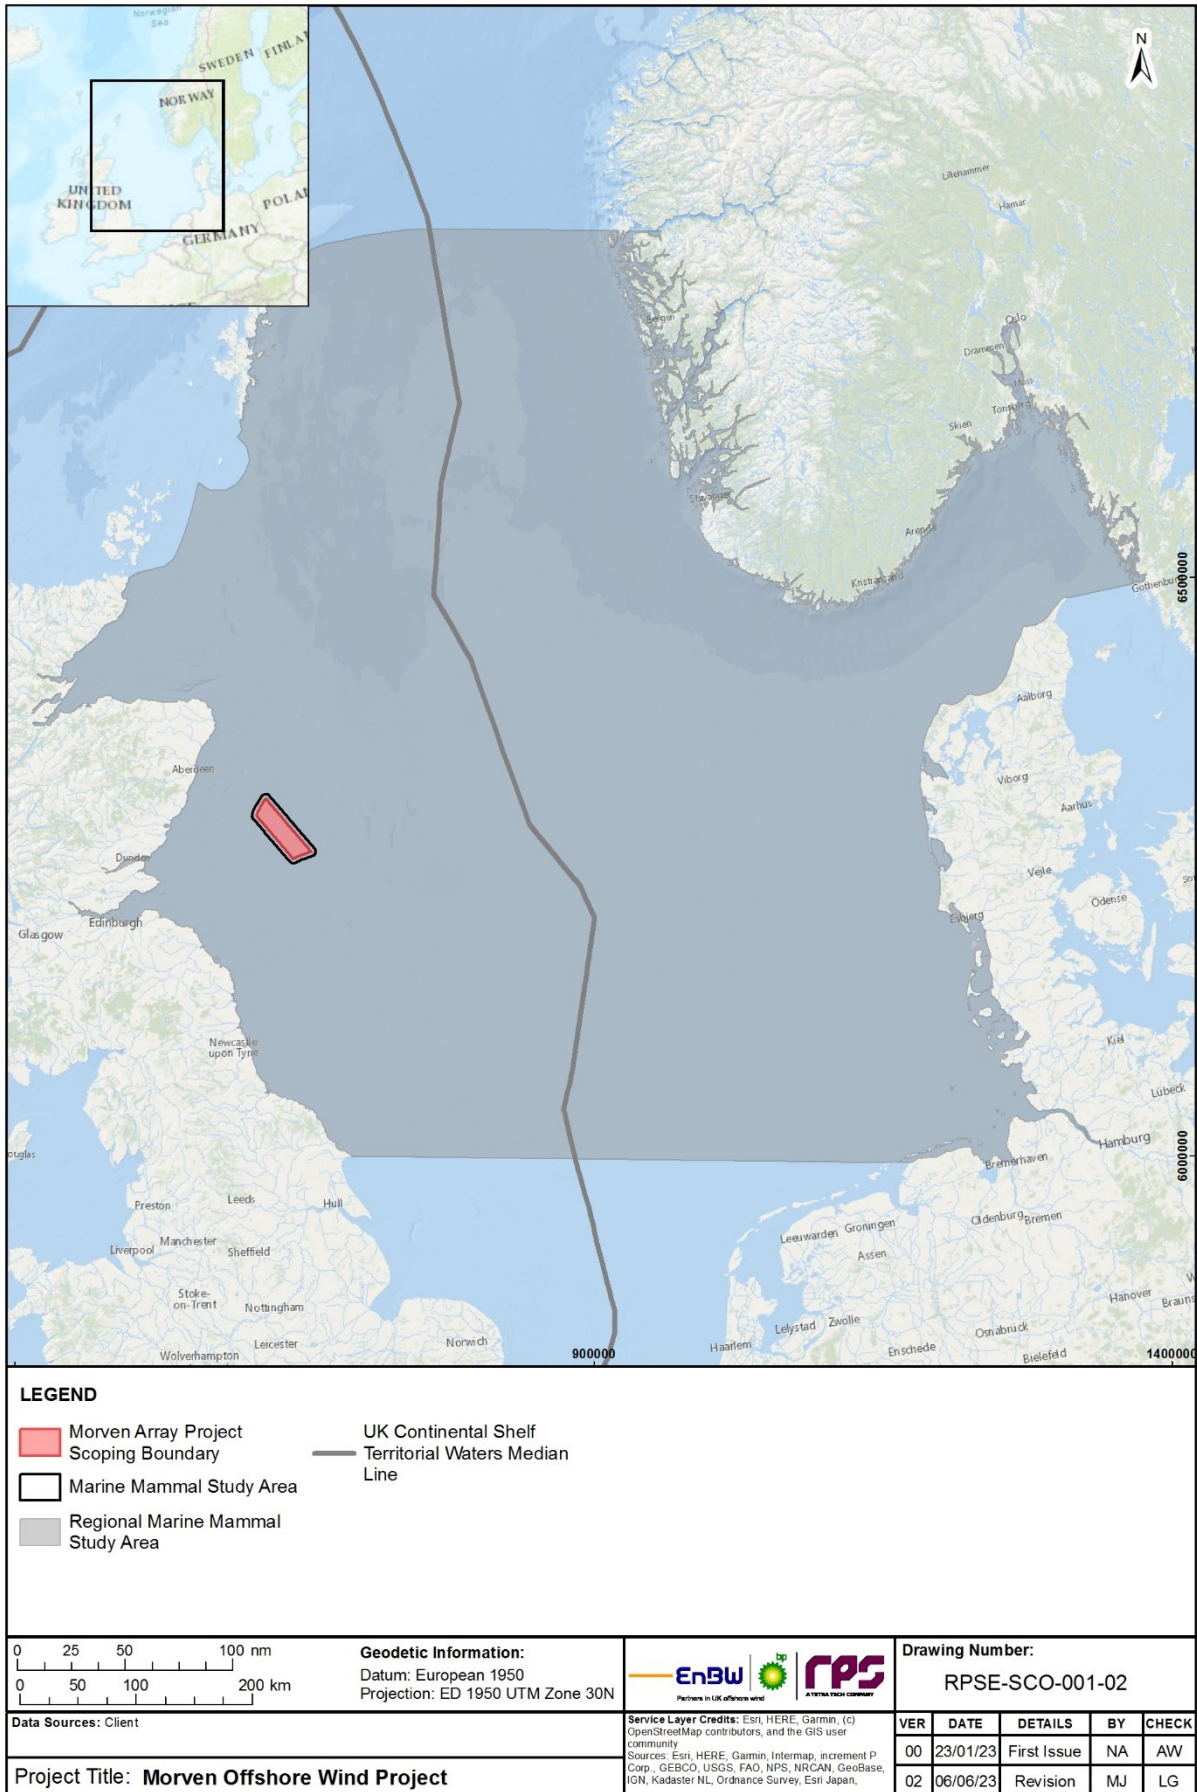 Norwegian
Sea
SWEDEN
NORWAY
UNITED
KINGDOM
GERMANY
N
Lillehammer
Hamar
Bergen
Oslo
Drammen
Moss
Tonsberg
Skien
Stavanger
Arendal
Kristiansand
Gothenburg
6500000
Aalborg
Aberdeen
Viborg
Aarhus
Dundee
Vejle
Odense
Esbjerg
Edinburgh
Glasgow
Newcastle
upon Tyne
Kiel
Lübeck
ouglas
Hamburg
6000000
Bremerhaven
Preston
Leeds
Hull
Oldenburg
Bremen
Leeuwarden
Groningen
Liverpool
Manchester
Sheffield
Assen
Stoke-
on-Trent
Nottingham
Hanover
Brauns
Lelystad
Zwolle
Osnabrück
Leicester
Norwich
Haarlem
Enschede
Bielefeld
Wolverhampton
900000
1400000
LEGEND
Morven Array Project
Scoping Boundary
Marine Mammal Study Area
Regional Marine Mammal
Study Area
UK Continental Shelf
Territorial Waters Median
Line
0 25 50 100 nm
0 50 100 200 km
Geodetic Information:
Datum: European 1950
Projection: ED 1950 UTM Zone 30N
EnBW
bp
Partners in UK offshore wind
rps
A TETRA TECH COMPANY
Drawing Number:
RPSE-SCO-001-02
Data Sources: Client
Service Layer Credits: Esri, HERE, Garmin, (c)
OpenStreetMap contributors, and the GIS user
community
Sources: Esri, HERE, Garmin, Intermap, increment P
Corp., GEBCO, USGS, FAO, NPS, NRCAN, GeoBase,
IGN, Kadaster NL, Ordnance Survey, Esri Japan,
VER DATE DETAILS BY CHECK
00 23/01/23 First Issue NA AW
02 06/06/23 Revision MJ LG
Project Title: Morven Offshore Wind Project